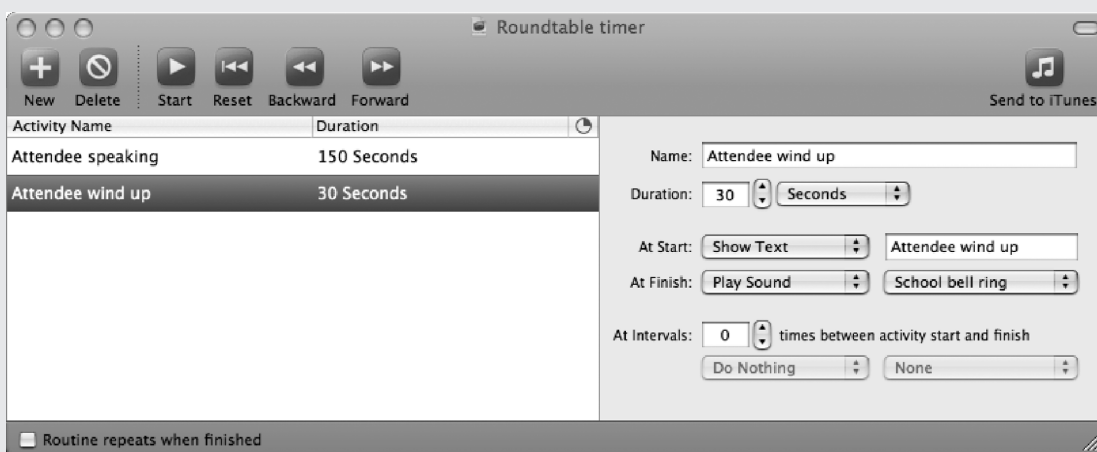 Roundtable timer
New Delete Start Reset Backward Forward Send to iTunes
Activity Name Duration
Attendee speaking 150 Seconds
Attendee wind up 30 Seconds
Name: Attendee wind up
Duration: 30 Seconds
At Start: Show Text Attendee wind up
At Finish: Play Sound School bell ring
At Intervals: 0 times between activity start and finish
Do Nothing None
Routine repeats when finished